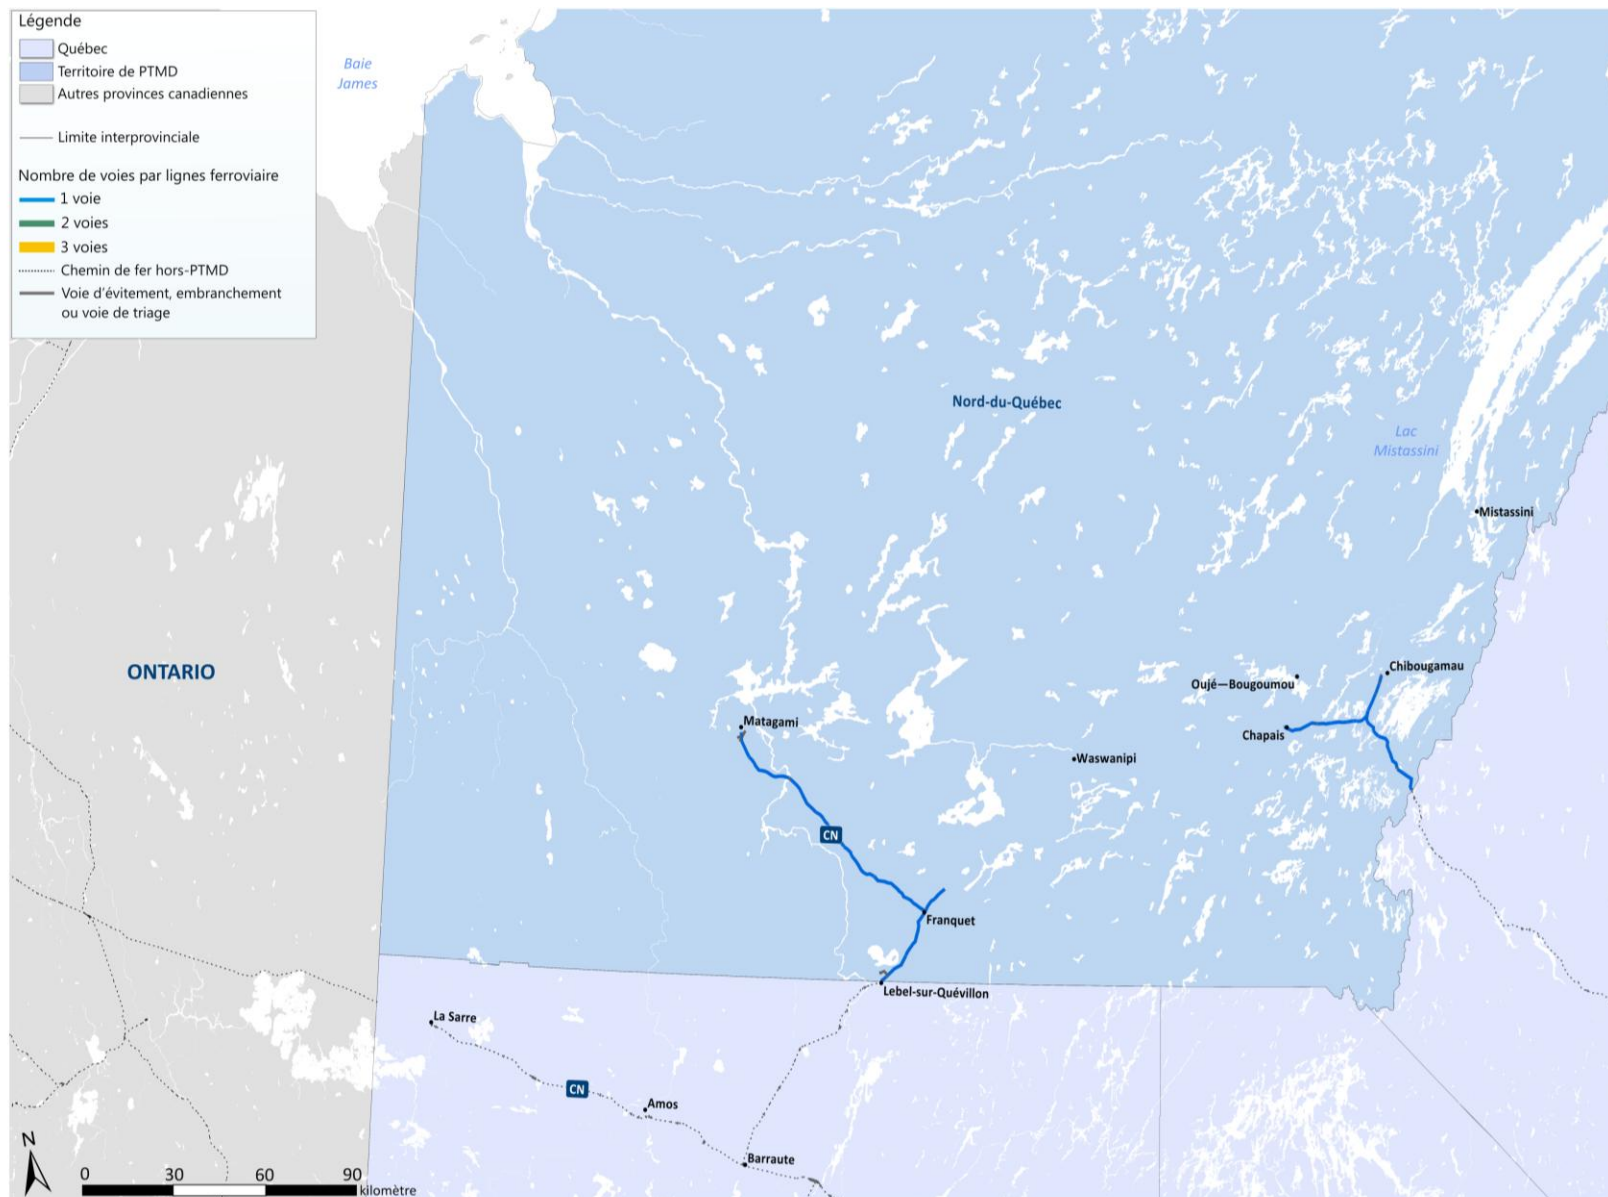 Légende
Québec
Territoire de PTMD
Autres provinces canadiennes
Limite interprovinciale
Nombre de voies par lignes ferroviaire
1 voie
2 voies
3 voies
Chemin de fer hors-PTMD
Voie d'évitement, embranchement
ou voie de triage
Baie
James
Nord-du-Québec
Lac
Mistassini
Mistassini
ONTARIO
Chibougamau
Oujé—Bougoumou
Chapais
Matagami
Waswanipi
CN
Franquet
Lebel-sur-Quévillon
La Sarre
CN
Amos
Barraute
N
0 30 60 90
kilomètre